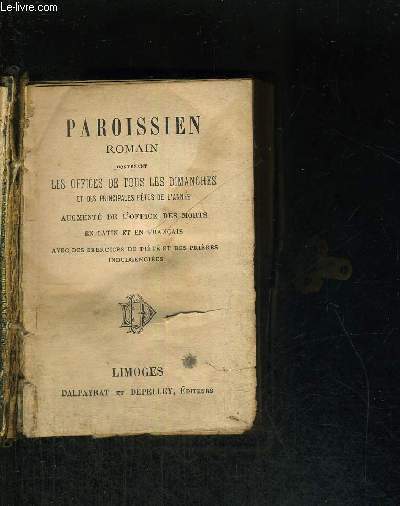 PAROISSIEN
ROMAIN
CONTENANT
LES OFFICES DE TOUS LES DIMANCHES
ET DES PRINCIPALES FÊTES DE L'ANNÉE
AUGMENTÉ DE L'OFFICE DES MORTS
EN LATIN ET EN FRANÇAIS
AVEC DES EXERCICES DE PIÉTÉ ET DES PRIÈRES
INDULGENCIÉES
LIMOGES
DALPAYRAT ET DEPELLEY, ÉDITEURS
© le-livre.com